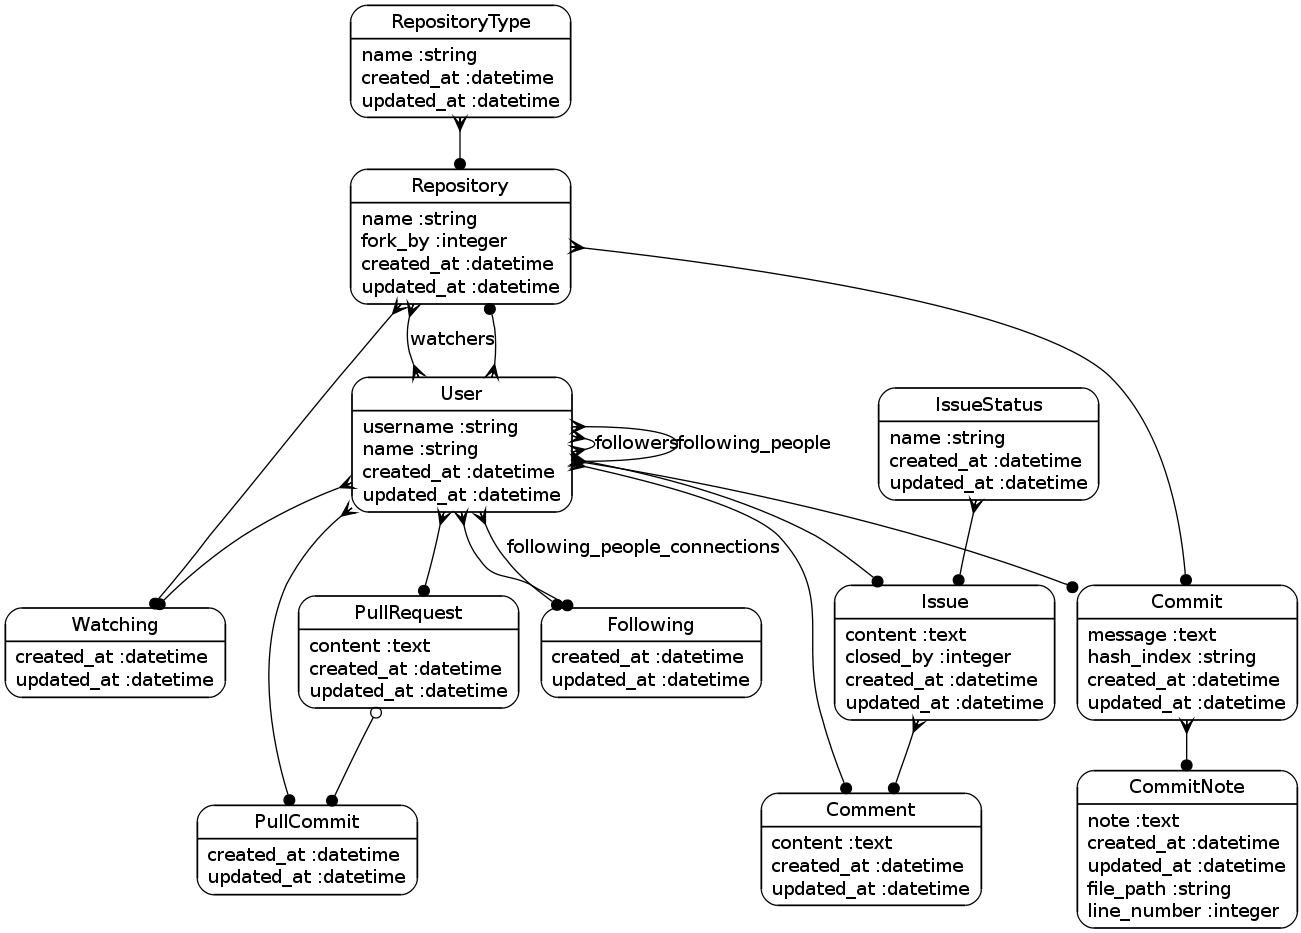 RepositoryType
name :string
created_at :datetime
updated_at :datetime
Repository
name :string
fork_by :integer
created_at :datetime
updated_at :datetime
watchers
User
username :string
name :string
created_at :datetime
updated_at :datetime
followers
following_people
IssueStatus
name :string
created_at :datetime
updated_at :datetime
following_people_connections
Watching
created_at :datetime
updated_at :datetime
PullRequest
content :text
created_at :datetime
updated_at :datetime
Following
created_at :datetime
updated_at :datetime
Issue
content :text
closed_by :integer
created_at :datetime
updated_at :datetime
Commit
message :text
hash_index :string
created_at :datetime
updated_at :datetime
PullCommit
created_at :datetime
updated_at :datetime
Comment
content :text
created_at :datetime
updated_at :datetime
CommitNote
note :text
created_at :datetime
updated_at :datetime
file_path :string
line_number :integer